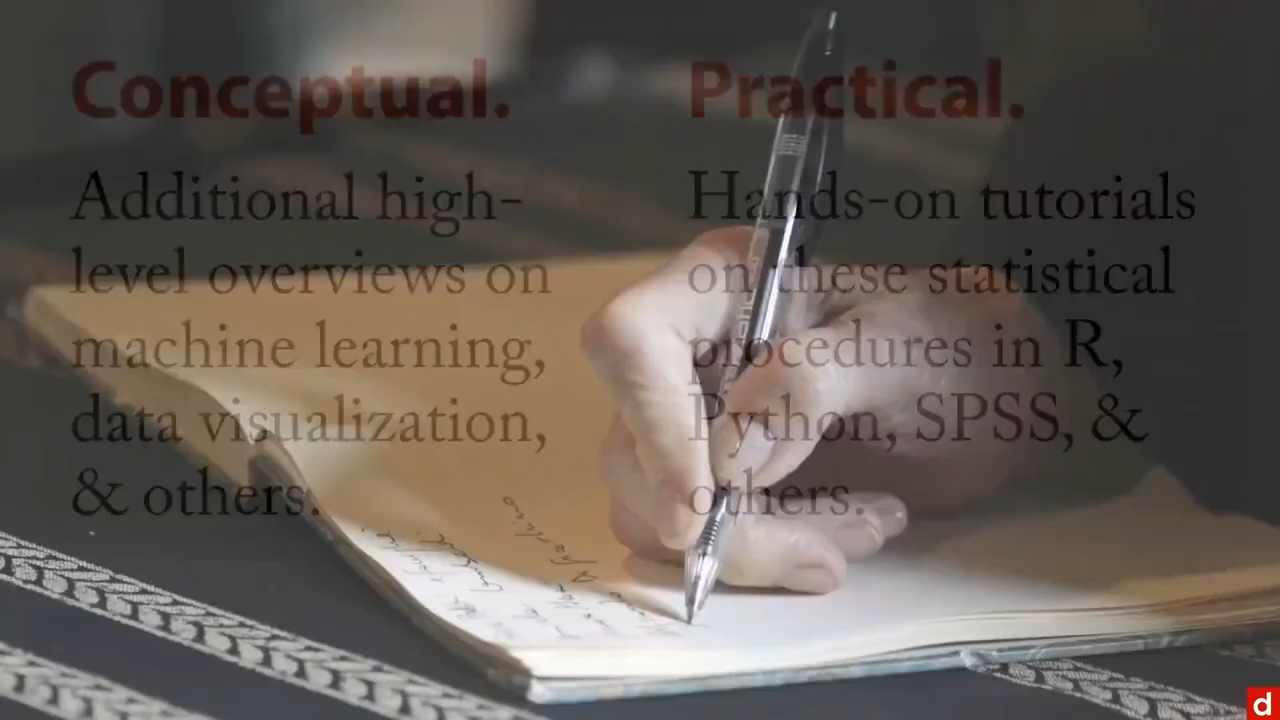 Conceptual.
Additional high-
level overviews on
machine learning,
data visualization,
& others.
Practical.
Hands-on tutorials
on these statistical
procedures in R,
Python, SPSS, &
others.
d